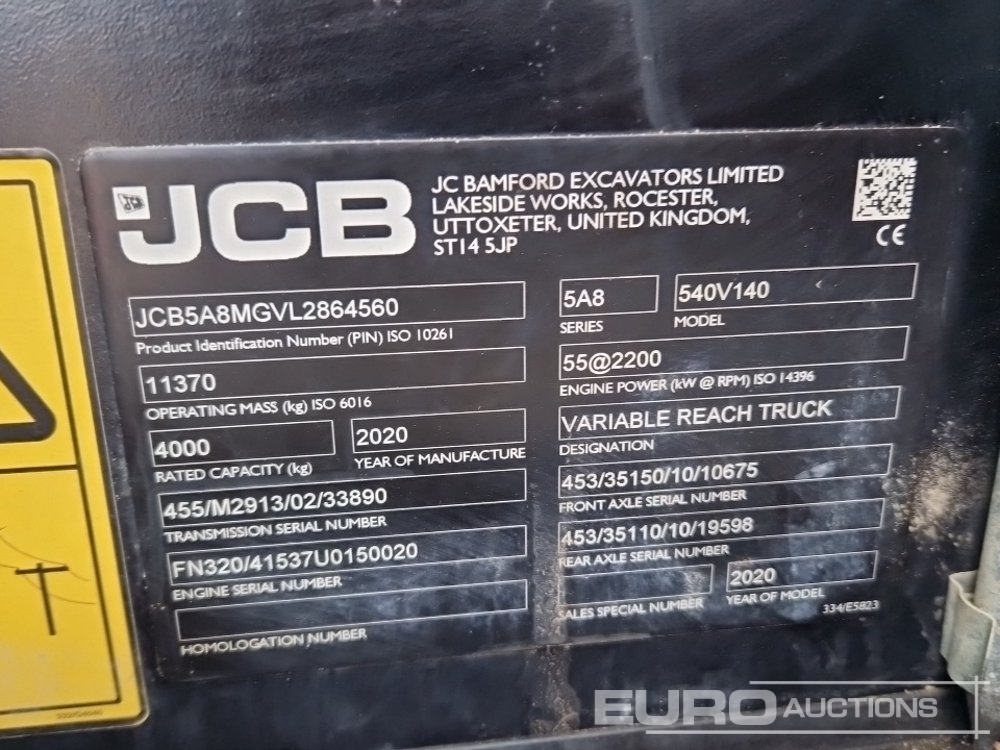 JCB
JC BAMFORD EXCAVATORS LIMITED
LAKESIDE WORKS, ROCESTER,
UTTOXETER, UNITED KINGDOM,
ST14 5JP
CE
JCB5A8MGVL2864560
Product Identification Number (PIN) ISO 10261
11370
OPERATING MASS (kg) ISO 6016
4000
RATED CAPACITY (kg)
2020
YEAR OF MANUFACTURE
455/M2913/02/33890
TRANSMISSION SERIAL NUMBER
FN320/41537U0150020
ENGINE SERIAL NUMBER
HOMOLOGATION NUMBER
5A8
SERIES
540V140
MODEL
55@2200
ENGINE POWER (kW @ RPM) ISO 14396
VARIABLE REACH TRUCK
DESIGNATION
453/35150/10/10675
FRONT AXLE SERIAL NUMBER
453/35110/10/19598
REAR AXLE SERIAL NUMBER
SALES SPECIAL NUMBER
2020
YEAR OF MODEL
334/E5823
EURO AUCTIONS